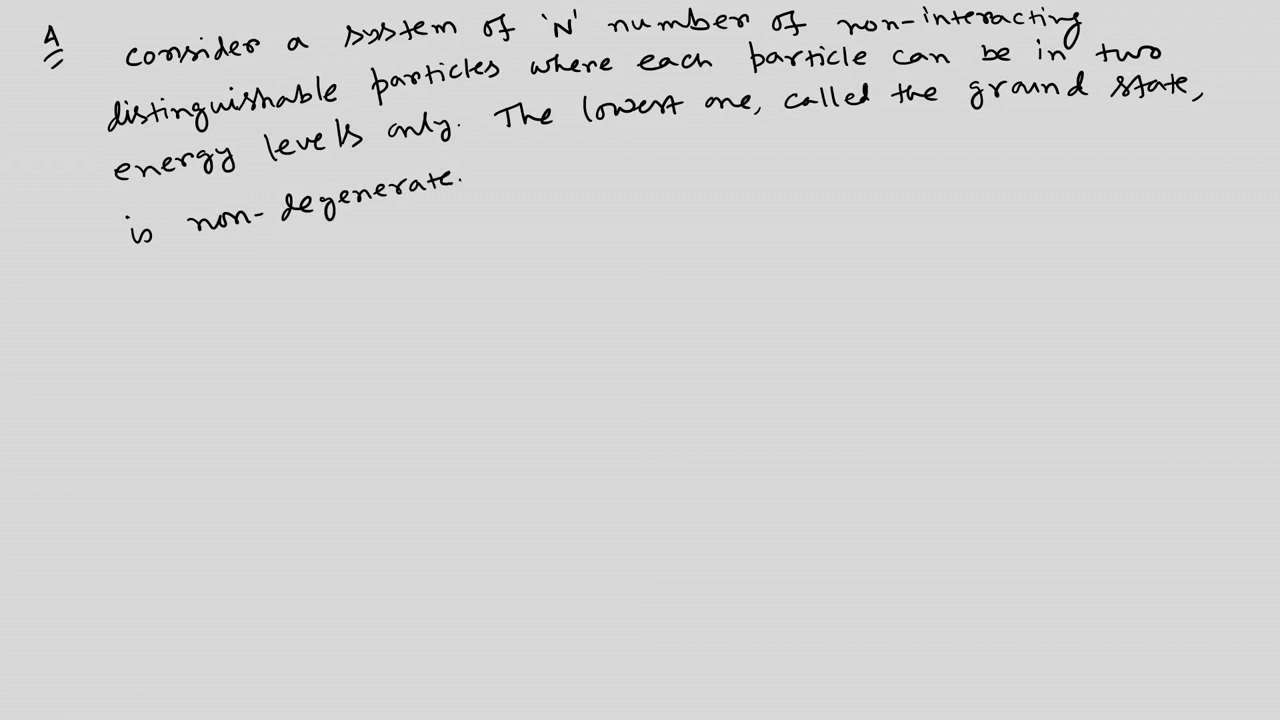 4
consider a system of 'N' number of non-interacting
distinguishable particles where each particle can be in two
energy levels only. The lowest one, called the ground state,
is non-degenerate.